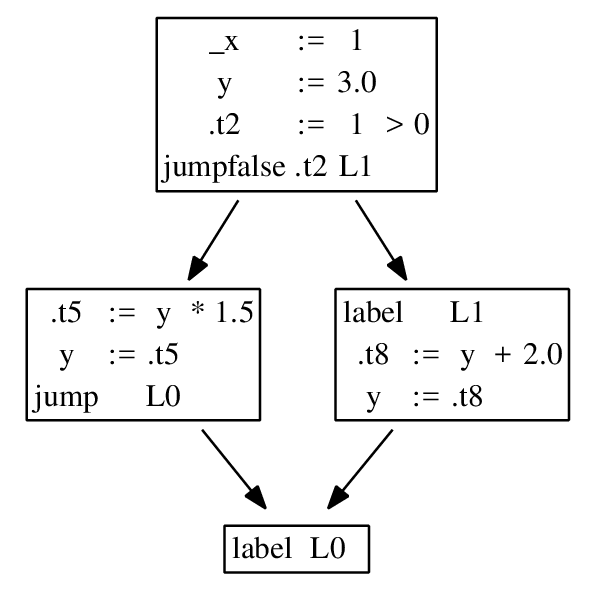 _x := 1
y := 3.0
.t2 := 1 > 0
jumpfalse .t2 L1
.t5 := y * 1.5
y := .t5
jump L0
label L1
.t8 := y + 2.0
y := .t8
label L0